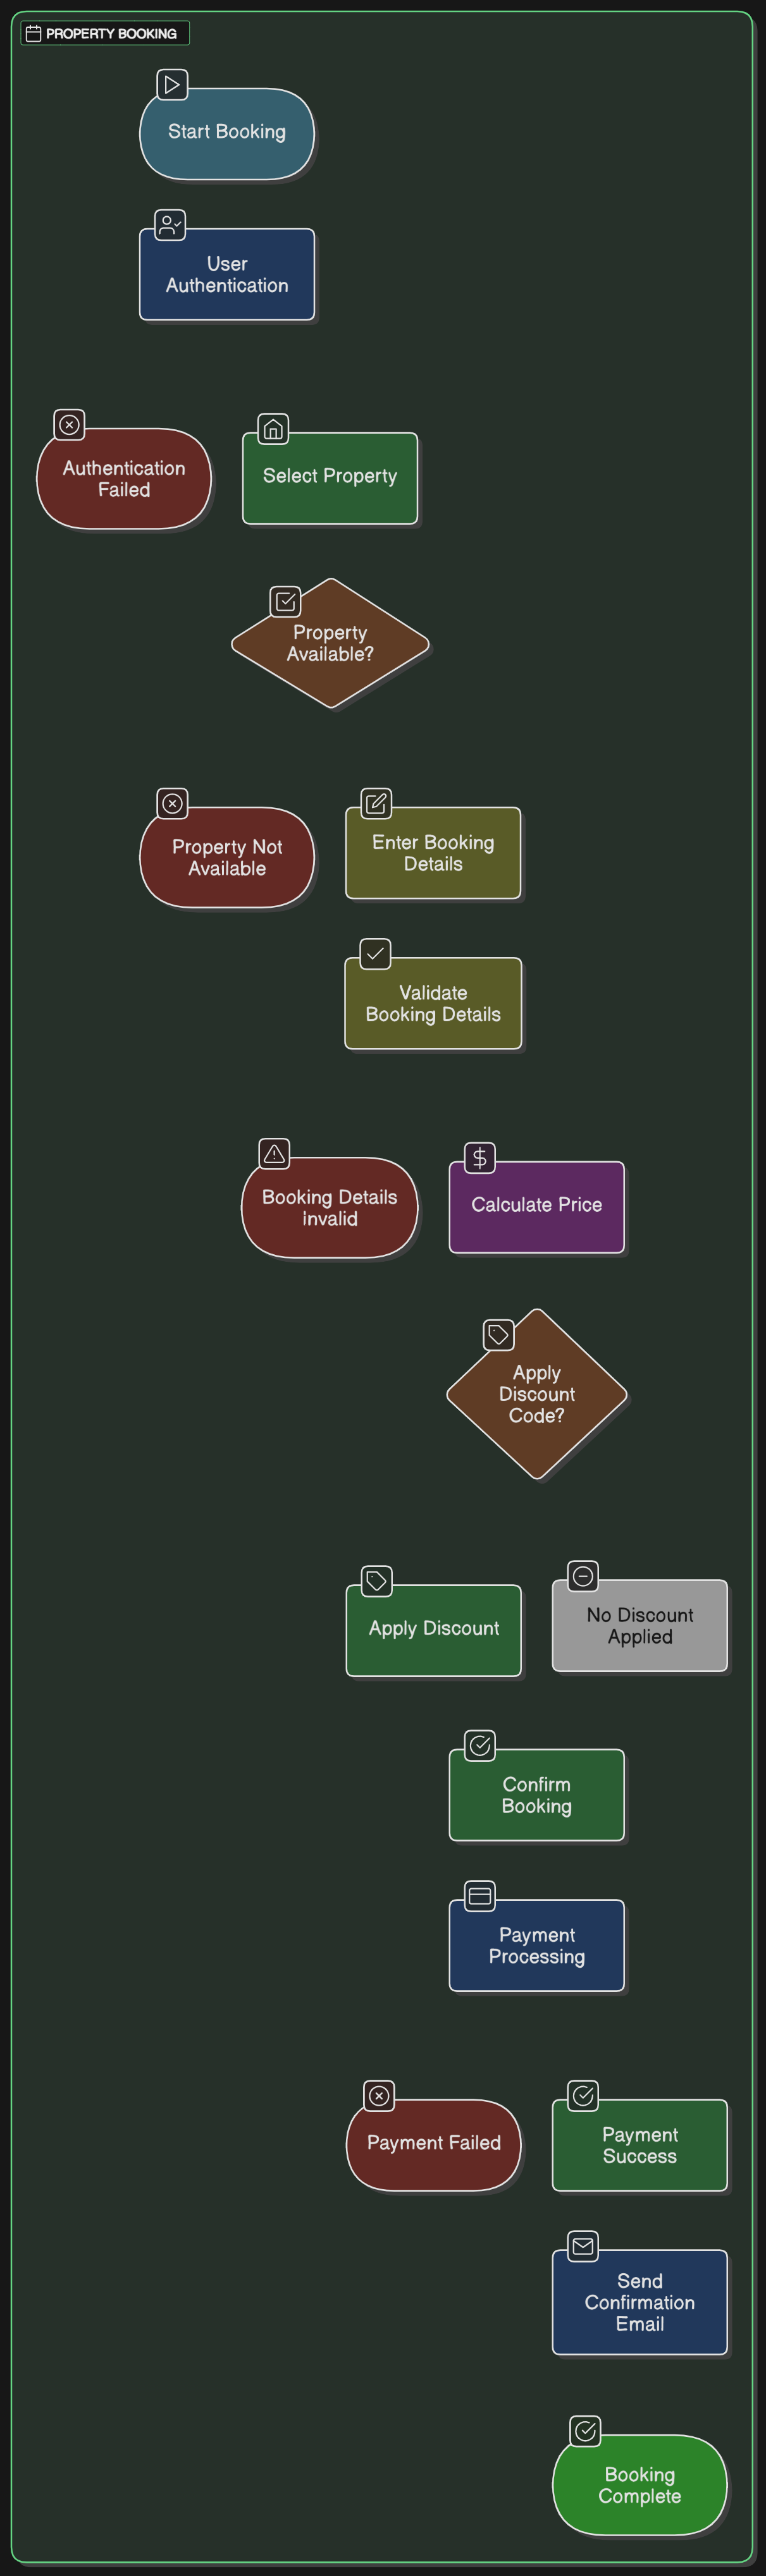 PROPERTY BOOKING
Start Booking
User
Authentication
Authentication
Failed
Select Property
Property
Available?
Property Not
Available
Enter Booking
Details
Validate
Booking Details
Booking Details
invalid
Calculate Price
Apply
Discount
Code?
Apply Discount
No Discount
Applied
Confirm
Booking
Payment
Processing
Payment Failed
Payment
Success
Send
Confirmation
Email
Booking
Complete